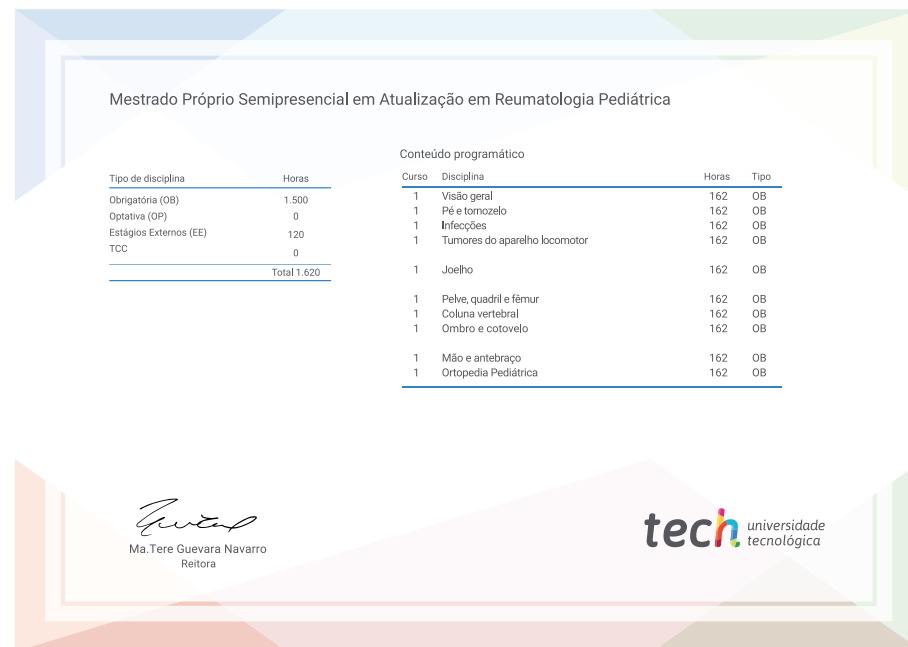 Mestrado Próprio Semipresencial em Atualização em Reumatologia Pediátrica
Tipo de disciplina Horas
Obrigatória (OB) 1.500
Optativa (OP) 0
Estágios Externos (EE) 120
TCC 0
Total 1.620
Conteúdo programático
Curso Disciplina Horas Tipo
1 Visão geral 162 OB
1 Pé e tornozelo 162 OB
1 Infecções 162 OB
1 Tumores do aparelho locomotor 162 OB
1 Joelho 162 OB
1 Pelve, quadril e fêmur 162 OB
1 Coluna vertebral 162 OB
1 Ombro e cotovelo 162 OB
1 Mão e antebraço 162 OB
1 Ortopedia Pediátrica 162 OB
Ma.Tere Guevara Navarro
Reitora
tech universidade
tecnológica